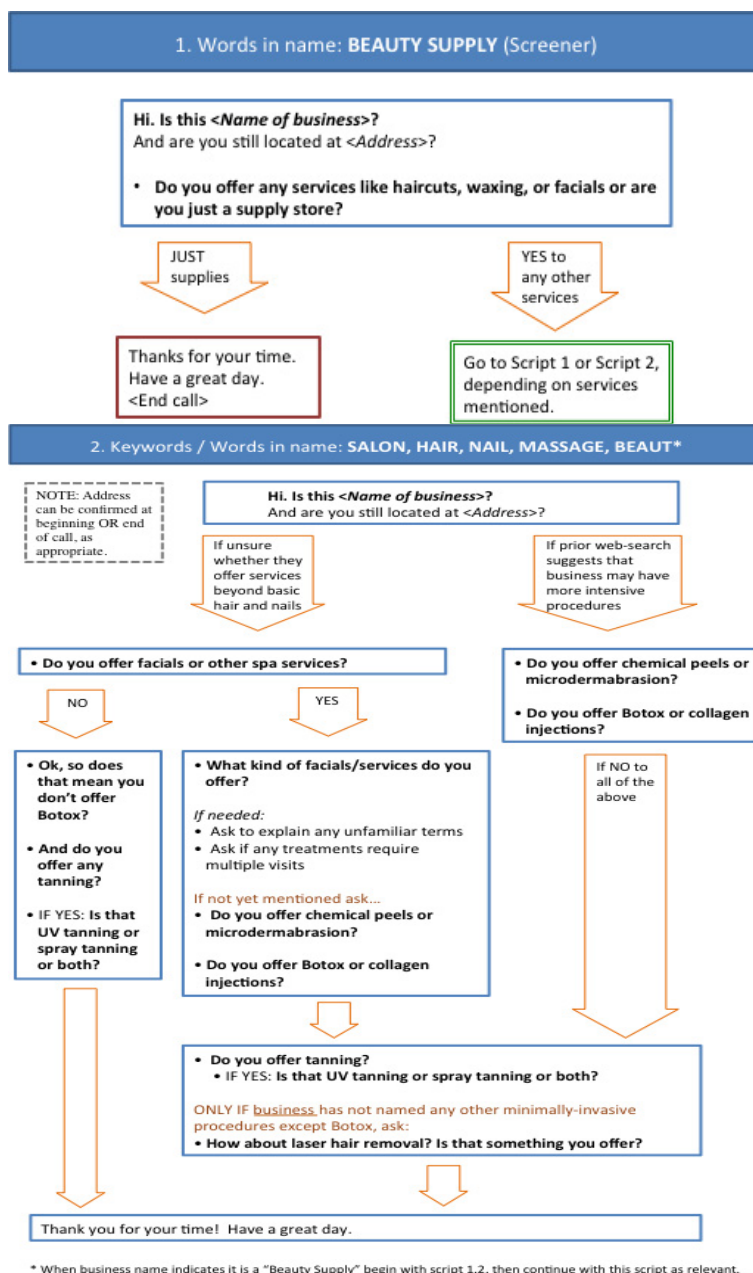 1. Words in name: BEAUTY SUPPLY (Screener)
Hi. Is this <Name of business>?
And are you still located at <Address>?
• Do you offer any services like haircuts, waxing, or facials or are
you just a supply store?
JUST
supplies
YES to
any other
services
Thanks for your time.
Have a great day.
<End call>
Go to Script 1 or Script 2,
depending on services
mentioned.
2. Keywords / Words in name: SALON, HAIR, NAIL, MASSAGE, BEAUT*
NOTE: Address
can be confirmed at
beginning OR end
of call, as
appropriate.
Hi. Is this <Name of business>?
And are you still located at <Address>?
If unsure
whether they
offer services
beyond basic
hair and nails
If prior web-search
suggests that
business may have
more intensive
procedures
• Do you offer facials or other spa services?
• Do you offer chemical peels or
microdermabrasion?
• Do you offer Botox or collagen
injections?
NO
YES
• Ok, so does
that mean you
don't offer
Botox?
• And do you
offer any
tanning?
• IF YES: Is that
UV tanning or
spray tanning
or both?
• What kind of facials/services do you
offer?
If needed:
• Ask to explain any unfamiliar terms
• Ask if any treatments require
multiple visits
If not yet mentioned ask...
• Do you offer chemical peels or
microdermabrasion?
• Do you offer Botox or collagen
injections?
If NO to
all of the
above
• Do you offer tanning?
• IF YES: Is that UV tanning or spray tanning or both?
ONLY IF business has not named any other minimally-invasive
procedures except Botox, ask:
• How about laser hair removal? Is that something you offer?
Thank you for your time! Have a great day.
* When business name indicates it is a "Beauty Supply" begin with script 1.2, then continue with this script as relevant.